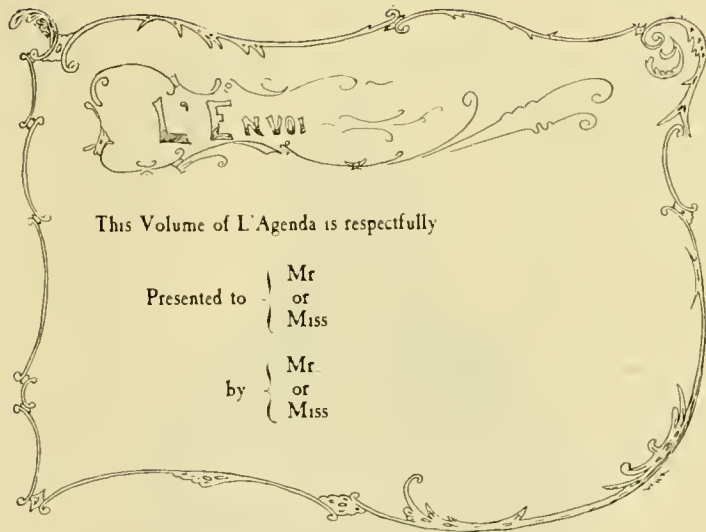 L'ENVOI
This Volume of L'Agenda is respectfully
Presented to { Mr
or
Miss
by { Mr.
or
Miss